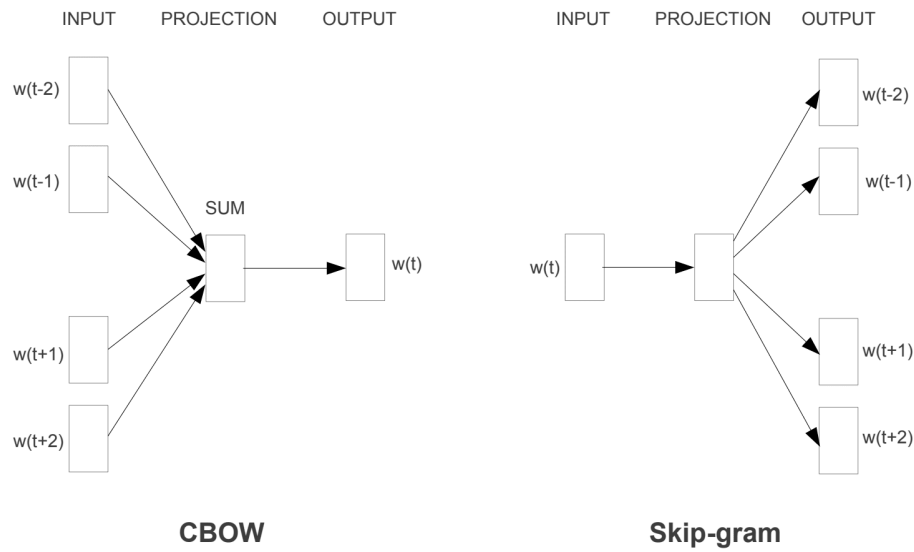 INPUT PROJECTION OUTPUT
w(t-2)
w(t-1)
SUM
w(t)
w(t+1)
w(t+2)
CBOW
INPUT PROJECTION OUTPUT
w(t-2)
w(t-1)
w(t)
w(t+1)
w(t+2)
Skip-gram